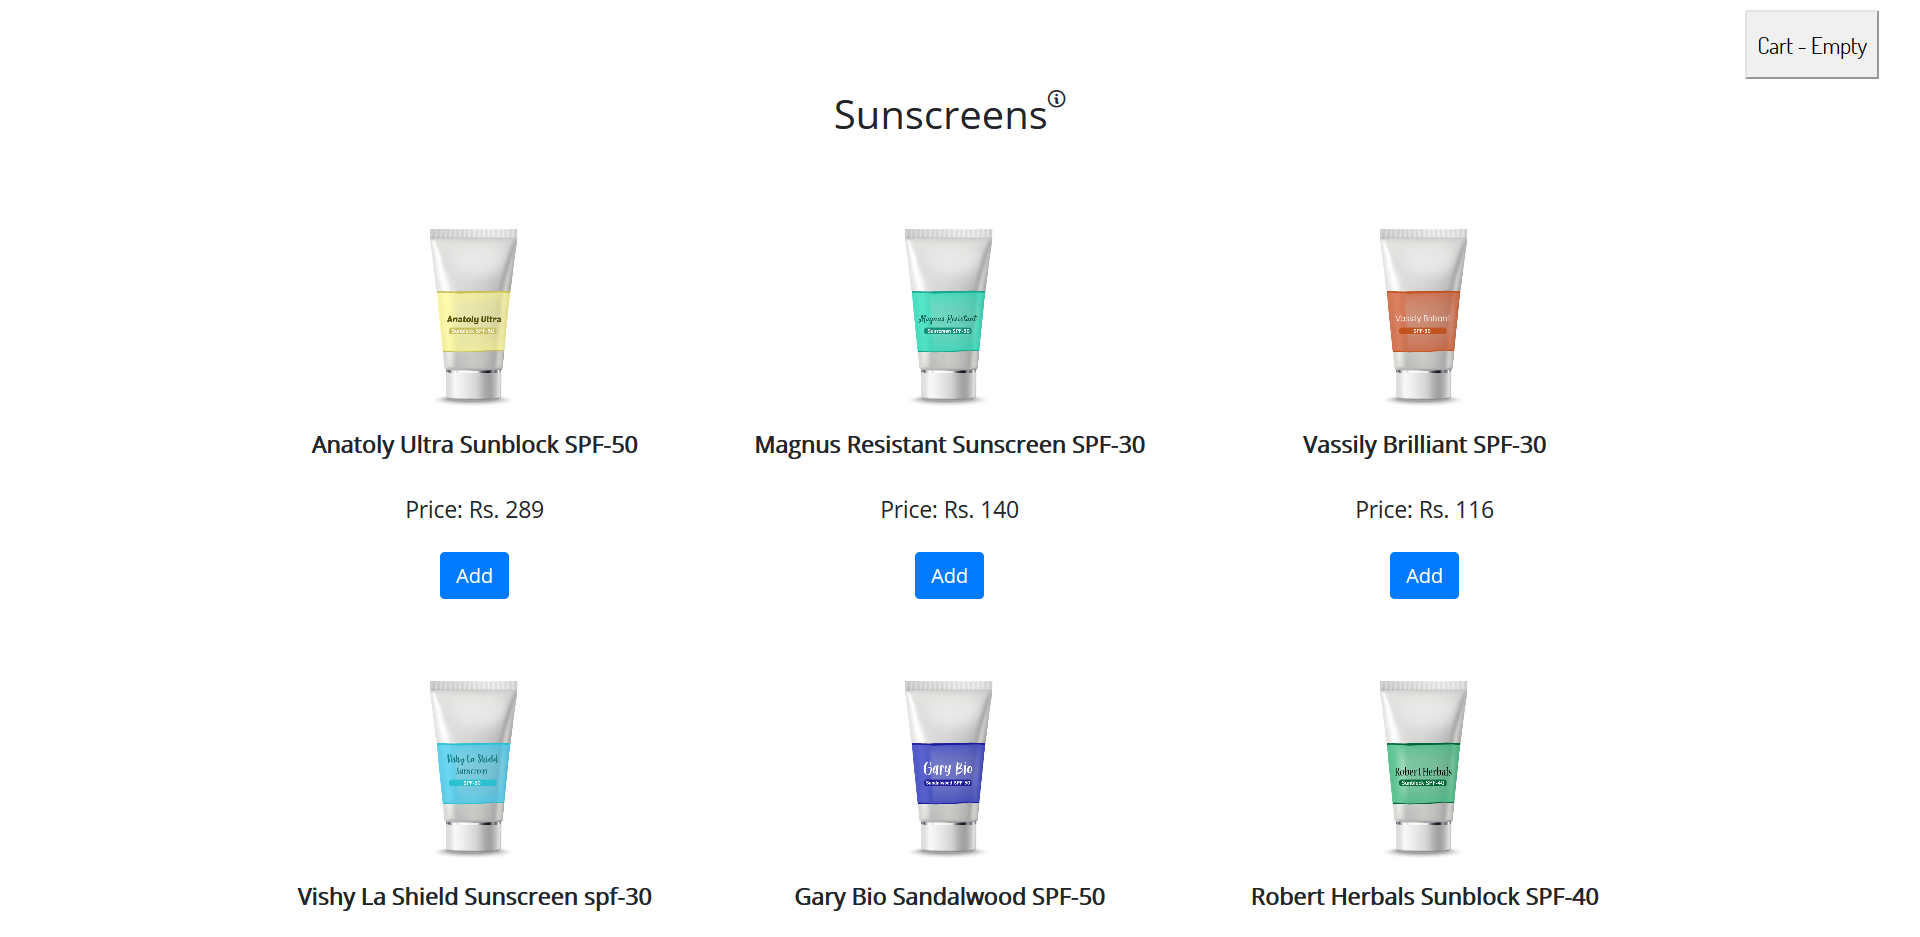 Cart - Empty
Sunscreens
Anatoly Ultra
Sunblock SPF-50
Magnus Resistant
Sunscreen SPF-30
Vassily Brilliant
SPF-30
Anatoly Ultra Sunblock SPF-50
Magnus Resistant Sunscreen SPF-30
Vassily Brilliant SPF-30
Price: Rs. 289
Price: Rs. 140
Price: Rs. 116
Add
Add
Add
Vishy La Shield
Sunscreen
SPF-30
Gary Bio
Sandalwood SPF-50
Robert Herbals
Sunblock SPF-40
Vishy La Shield Sunscreen spf-30
Gary Bio Sandalwood SPF-50
Robert Herbals Sunblock SPF-40